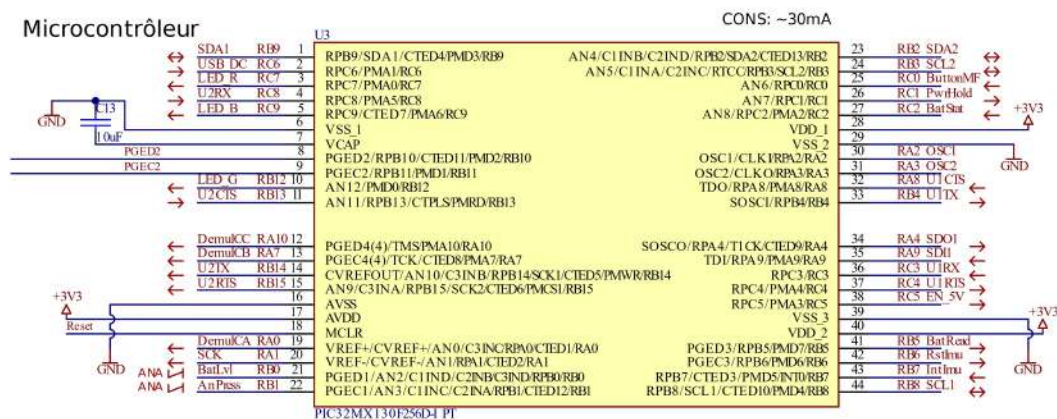 Microcontrôleur
CONS: ~30mA
U3
SDA1 RB9 1 RPB9/SDA1/CTED4/PMD3/RB9
USB_DC RC6 2 RPC6/PMA1/RC6
LED_R RC7 3 RPC7/PMA0/RC7
U2RX RC8 4 RPC8/PMA5/RC8
LED_B RC9 5 RPC9/CTED7/PMA6/RC9
6 VSS_1
7 VCAP
C13
10uF
GND
PGED2 8 PGED2/RPB10/CTED11/PMD2/RB10
PGEC2 9 PGEC2/RPB11/PMD1/RB11
LED_G RB12 10 AN12/PMD0/RB12
U2CTS RB13 11 AN11/RPB13/CTPLS/PMRD/RB13
DemulCC RA10 12 PGED4(4)/TMS/PMA10/RA10
DemulCB RA7 13 PGEC4(4)/TCK/CTED8/PMA7/RA7
U2TX RB14 14 CVREFOUT/AN10/C3INB/RPB14/SCK1/CTED5/PMWR/RB14
U2RTS RB15 15 AN9/C3INA/RPB15/SCK2/CTED6/PMCS1/RB15
16 AVSS
+3V3 17 AVDD
Reset 18 MCLR
DemulCA RA0 19 VREF+/CVREF+/AN0/C3INC/RPA0/CTED1/RA0
SCK RA1 20 VREF-/CVREF-/AN1/RPA1/CTED2/RA1
GND
ANA BatLvl RB0 21 PGED1/AN2/C1IND/C2INB/C3IND/RPB0/RB0
ANA AnPress RB1 22 PGEC1/AN3/C1INC/C2INA/RPB1/CTED12/RB1
AN4/C1INB/C2IND/RPB2/SDA2/CTED13/RB2 23 RB2 SDA2
AN5/C1INA/C2INC/RTCC/RPB3/SCL2/RB3 24 RB3 SCL2
AN6/RPC0/RC0 25 RC0 ButtonMF
AN7/RPC1/RC1 26 RC1 PwrHold
AN8/RPC2/PMA2/RC2 27 RC2 BatStat
VDD_1 28 +3V3
VSS_2 29
OSC1/CLKI/RPA2/RA2 30 RA2 OSC1
OSC2/CLKO/RPA3/RA3 31 RA3 OSC2
GND
TDO/RPA8/PMA8/RA8 32 RA8 U1CTS
SOSCI/RPB4/RB4 33 RB4 U1TX
SOSCO/RPA4/T1CK/CTED9/RA4 34 RA4 SDO1
TDI/RPA9/PMA9/RA9 35 RA9 SDI1
RPC3/RC3 36 RC3 U1RX
RPC4/PMA4/RC4 37 RC4 U1RTS
RPC5/PMA3/RC5 38 RC5 EN_5V
VSS_3 39
VDD_2 40 +3V3
PGED3/RPB5/PMD7/RB5 41 RB5 BatRead
PGEC3/RPB6/PMD6/RB6 42 RB6 RstImu
GND
RPB7/CTED3/PMD5/INT0/RB7 43 RB7 IntImu
RPB8/SCL1/CTED10/PMD4/RB8 44 RB8 SCL1
PIC32MX130F256D-I_PT